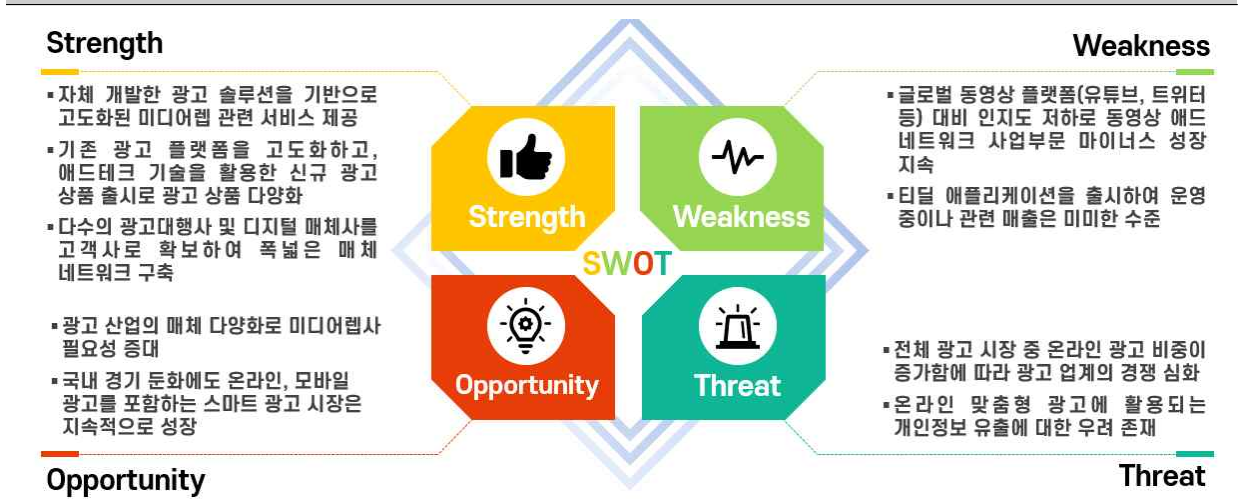 Strength
▪자체 개발한 광고 솔루션을 기반으로
고도화된 미디어렙 관련 서비스 제공
▪기존 광고 플랫폼을 고도화하고,
애드테크 기술을 활용한 신규 광고
상품 출시로 광고 상품 다양화
▪다수의 광고대행사 및 디지털 매체사를
고객사로 확보하여 폭넓은 매체
네트워크 구축
Weakness
▪글로벌 동영상 플랫폼(유튜브, 트위터
등) 대비 인지도 저하로 동영상 애드
네트워크 사업부문 마이너스 성장
지속
▪티딜 애플리케이션을 출시하여 운영
중이나 관련 매출은 미미한 수준
Strength
Weakness
SWOT
Opportunity
Threat
▪광고 산업의 매체 다양화로 미디어렙사
필요성 증대
▪국내 경기 둔화에도 온라인, 모바일
광고를 포함하는 스마트 광고 시장은
지속적으로 성장
Opportunity
▪전체 광고 시장 중 온라인 광고 비중이
증가함에 따라 광고 업계의 경쟁 심화
▪온라인 맞춤형 광고에 활용되는
개인정보 유출에 대한 우려 존재
Threat